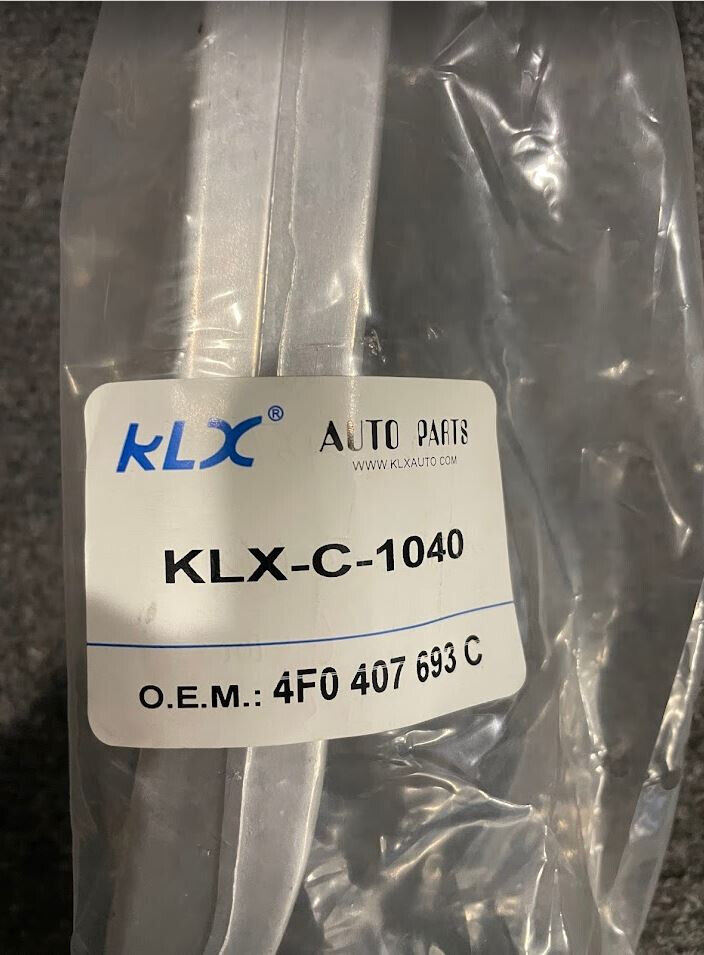 KLX® AUTO PARTS
WWW.KLXAUTO.COM
KLX-C-1040
O.E.M.: 4F0 407 693 C